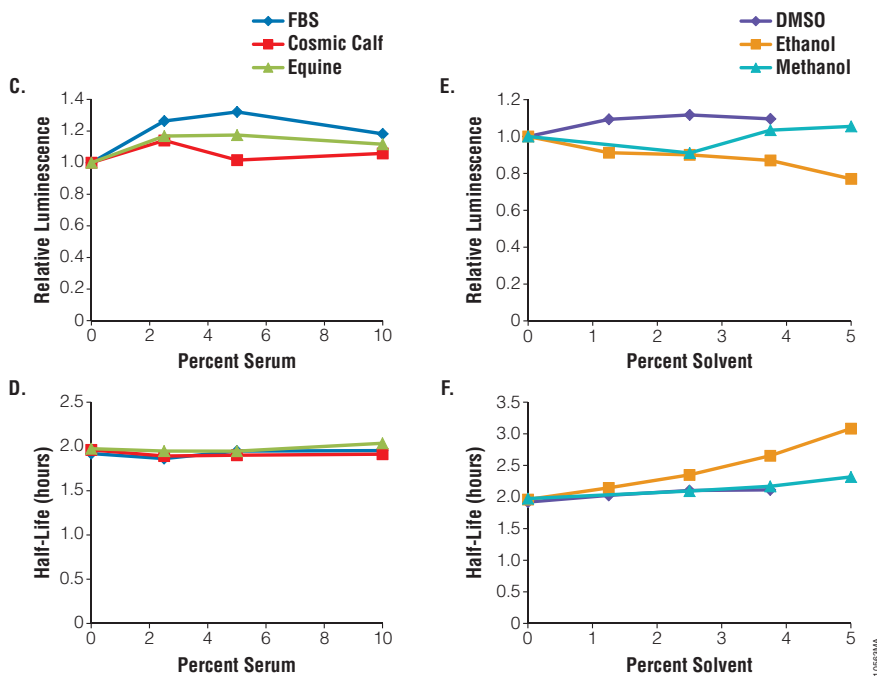 FBS
Cosmic Calf
Equine
C.
Relative Luminescence
1.4
1.2
1.0
0.8
0.6
0.4
0.2
0
0 2 4 6 8 10
Percent Serum
DMSO
Ethanol
Methanol
E.
Relative Luminescence
1.2
1.0
0.8
0.6
0.4
0.2
0
0 1 2 3 4 5
Percent Solvent
D.
Half-Life (hours)
2.5
2.0
1.5
1.0
0.5
0
0 2 4 6 8 10
Percent Serum
F.
Half-Life (hours)
3.5
3.0
2.5
2.0
1.5
1.0
0.5
0
0 1 2 3 4 5
Percent Solvent